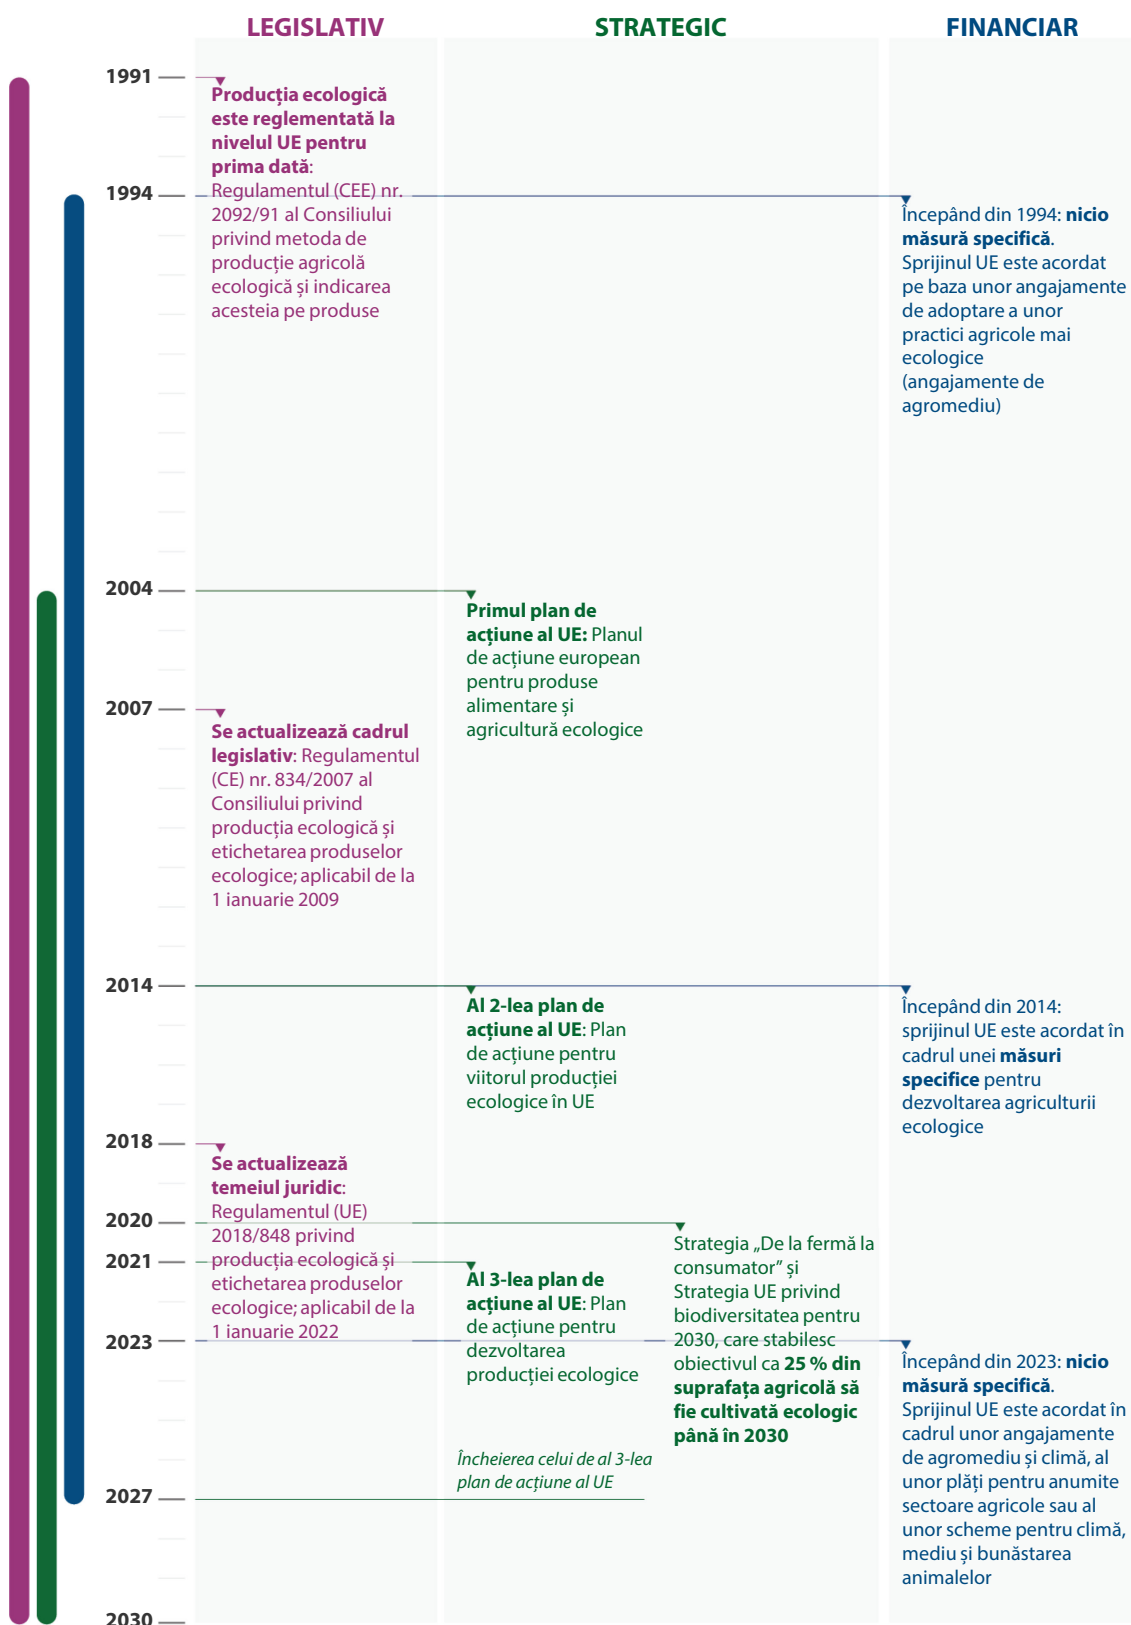 LEGISLATIV
STRATEGIC
FINANCIAR
1991
Producția ecologică
este reglementată la
nivelul UE pentru
prima dată:
Regulamentul (CEE) nr.
2092/91 al Consiliului
privind metoda de
producție agricolă
ecologică și indicarea
acesteia pe produse
1994
Începând din 1994: nicio
măsură specifică.
Sprijinul UE este acordat
pe baza unor angajamente
de adoptare a unor
practici agricole mai
ecologice
(angajamente de
agromediu)
2004
Primul plan de
acțiune al UE: Planul
de acțiune european
pentru produse
alimentare și
agricultură ecologice
2007
Se actualizează cadrul
legislativ: Regulamentul
(CE) nr. 834/2007 al
Consiliului privind
producția ecologică și
etichetarea produselor
ecologice; aplicabil de la
1 ianuarie 2009
2014
Al 2-lea plan de
acțiune al UE: Plan
de acțiune pentru
viitorul producției
ecologice în UE
Începând din 2014:
sprijinul UE este acordat în
cadrul unei măsuri
specifice pentru
dezvoltarea agriculturii
ecologice
2018
Se actualizează
temeiul juridic:
Regulamentul (UE)
2018/848 privind
producția ecologică și
etichetarea produselor
ecologice; aplicabil de la
1 ianuarie 2022
2020
Strategia „De la fermă la
consumator” și
Strategia UE privind
biodiversitatea pentru
2030, care stabilesc
obiectivul ca 25 % din
suprafața agricolă să
fie cultivată ecologic
până în 2030
2021
Al 3-lea plan de
acțiune al UE: Plan
de acțiune pentru
dezvoltarea
producției ecologice
2023
Începând din 2023: nicio
măsură specifică.
Sprijinul UE este acordat în
cadrul unor angajamente
de agromediu și climă, al
unor plăți pentru anumite
sectoare agricole sau al
unor scheme pentru climă,
mediu și bunăstarea
animalelor
Încheierea celui de al 3-lea
plan de acțiune al UE
2027
2030